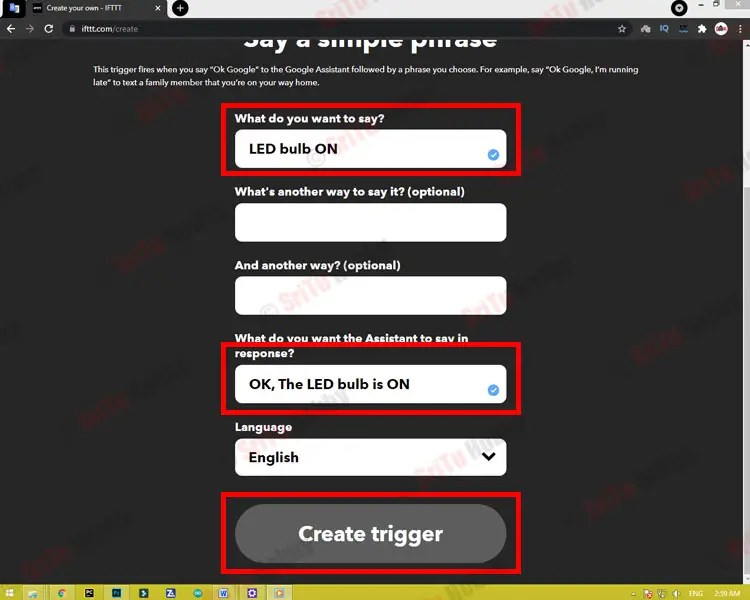 Create your own - IFTTT
ifttt.com/create
Say a simple phrase
This trigger fires when you say "Ok Google" to the Google Assistant followed by a phrase you choose. For example, say "Ok Google, I'm running
late" to text a family member that you're on your way home.
What do you want to say?
LED bulb ON
What's another way to say it? (optional)
And another way? (optional)
© SriTu Hobby
What do you want the Assistant to say in
response?
OK, The LED bulb is ON
Language
English
Create trigger
ENG
2:59 AM